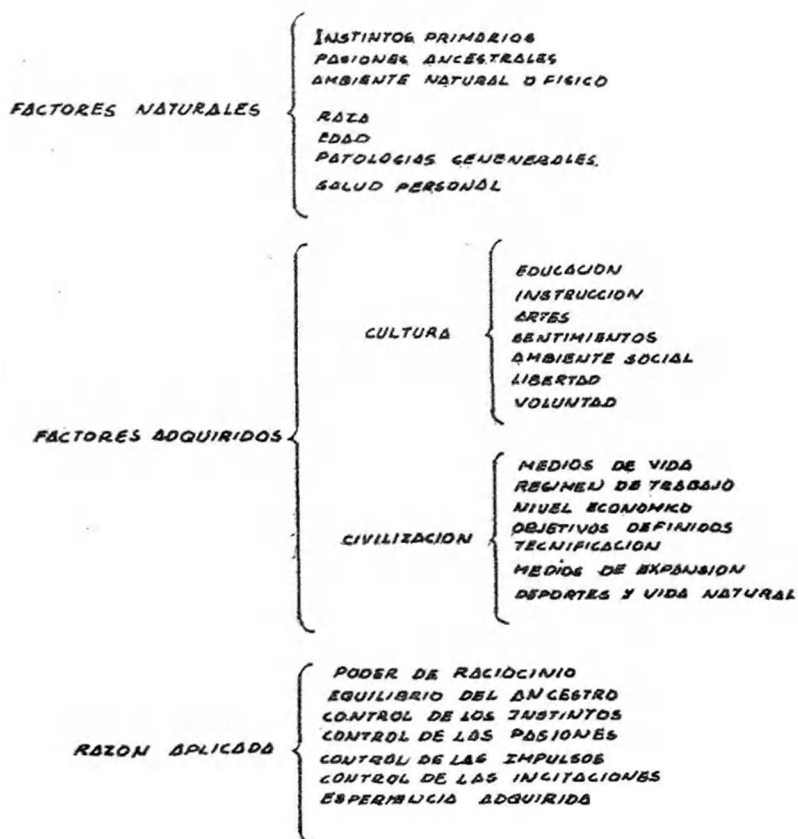 INSTINTOS PRIMARIOS
PASIONES ANCESTRALES
AMBIENTE NATURAL O FISICO
FACTORES NATURALES
RAZA
EDAD
PATOLOGIAS GENENERALES.
SALUD PERSONAL
EDUCACION
INSTRUCCION
ARTES
CULTURA
SENTIMIENTOS
AMBIENTE SOCIAL
LIBERTAD
VOLUNTAD
FACTORES ADQUIRIDOS
MEDIOS DE VIDA
REGIMEN DE TRABAJO
NIVEL ECONOMICO
OBJETIVOS DEFINIDOS
CIVILIZACION
TECNIFICACION
MEDIOS DE EXPANSION
DEPORTES Y VIDA NATURAL
PODER DE RACIOCINIO
EQUILIBRIO DEL ANCESTRO
CONTROL DE LOS INSTINTOS
CONTROL DE LAS PASIONES
RAZON APLICADA
CONTROL DE LAS IMPULSOS
CONTROL DE LAS INCITACIONES
ESPERIENCIA ADQUIRIDA